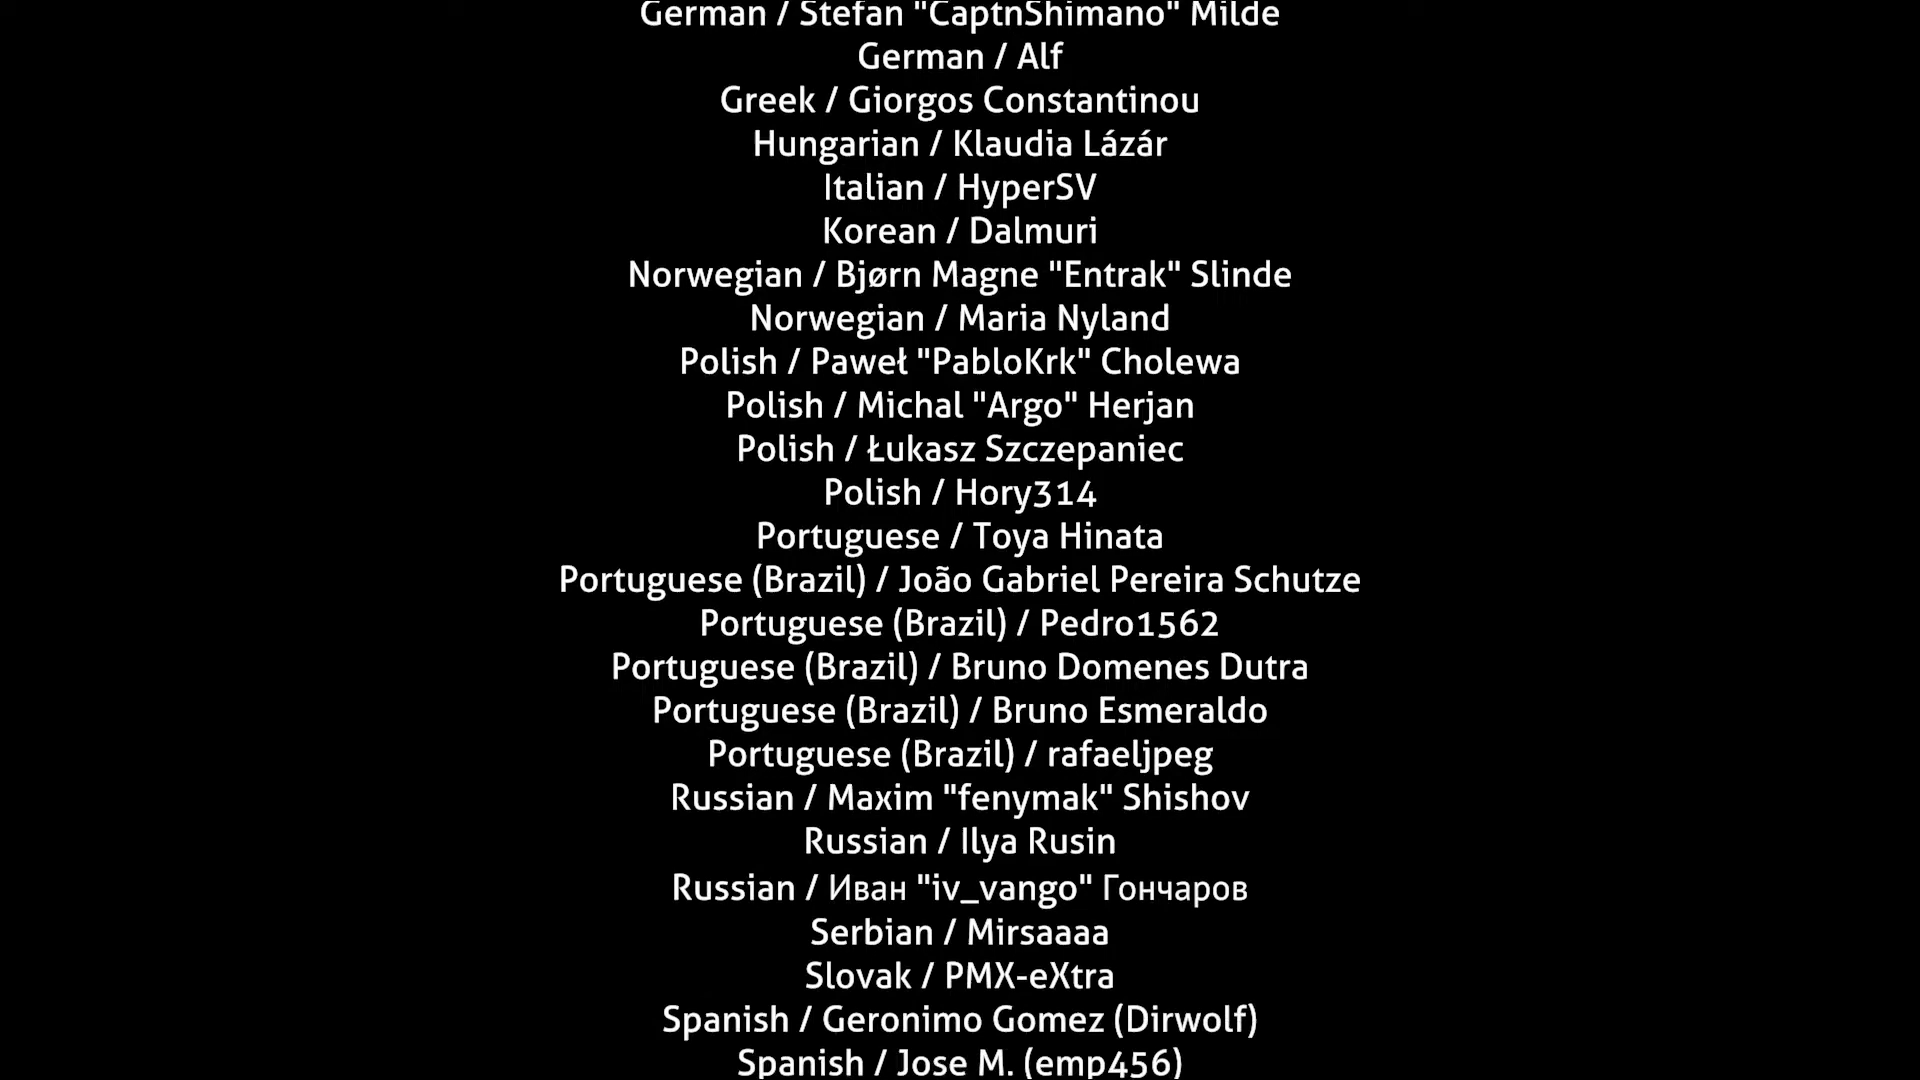 German / Stefan "CaptnShimano" Milde
German / Alf
Greek / Giorgos Constantinou
Hungarian / Klaudia Lázár
Italian / HyperSV
Korean / Dalmuri
Norwegian / Bjørn Magne "Entrak" Slinde
Norwegian / Maria Nyland
Polish / Paweł "PabloKrk" Cholewa
Polish / Michal "Argo" Herjan
Polish / Łukasz Szczepaniec
Polish / Hory314
Portuguese / Toya Hinata
Portuguese (Brazil) / João Gabriel Pereira Schutze
Portuguese (Brazil) / Pedro1562
Portuguese (Brazil) / Bruno Domenes Dutra
Portuguese (Brazil) / Bruno Esmeraldo
Portuguese (Brazil) / rafaeljpeg
Russian / Maxim "fenymak" Shishov
Russian / Ilya Rusin
Russian / Иван "iv_vango" Гончаров
Serbian / Mirsaaaa
Slovak / PMX-eXtra
Spanish / Geronimo Gomez (Dirwolf)
Spanish / Jose M. (emp456)